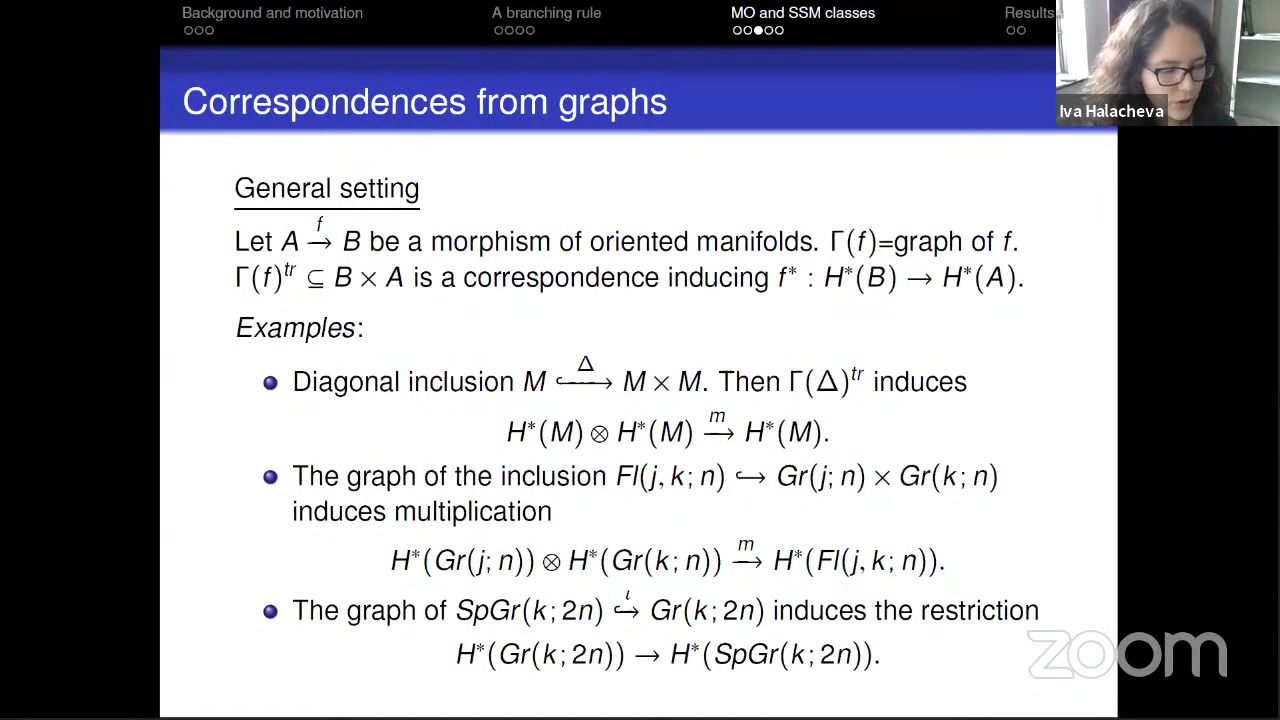 Background and motivation
A branching rule
MO and SSM classes
Results
Iva Halacheva
Correspondences from graphs
General setting
Let A →^f B be a morphism of oriented manifolds. Γ(f)=graph of f.
Γ(f)^tr ⊆ B × A is a correspondence inducing f* : H*(B) → H*(A).
Examples:
Diagonal inclusion M ↪^Δ M × M. Then Γ(Δ)^tr induces
H*(M) ⊗ H*(M) →^m H*(M).
The graph of the inclusion Fl(j, k; n) ↪ Gr(j; n) × Gr(k; n)
induces multiplication
H*(Gr(j; n)) ⊗ H*(Gr(k; n)) →^m H*(Fl(j, k; n)).
The graph of SpGr(k; 2n) ↪^ι Gr(k; 2n) induces the restriction
H*(Gr(k; 2n)) → H*(SpGr(k; 2n)).
zoom